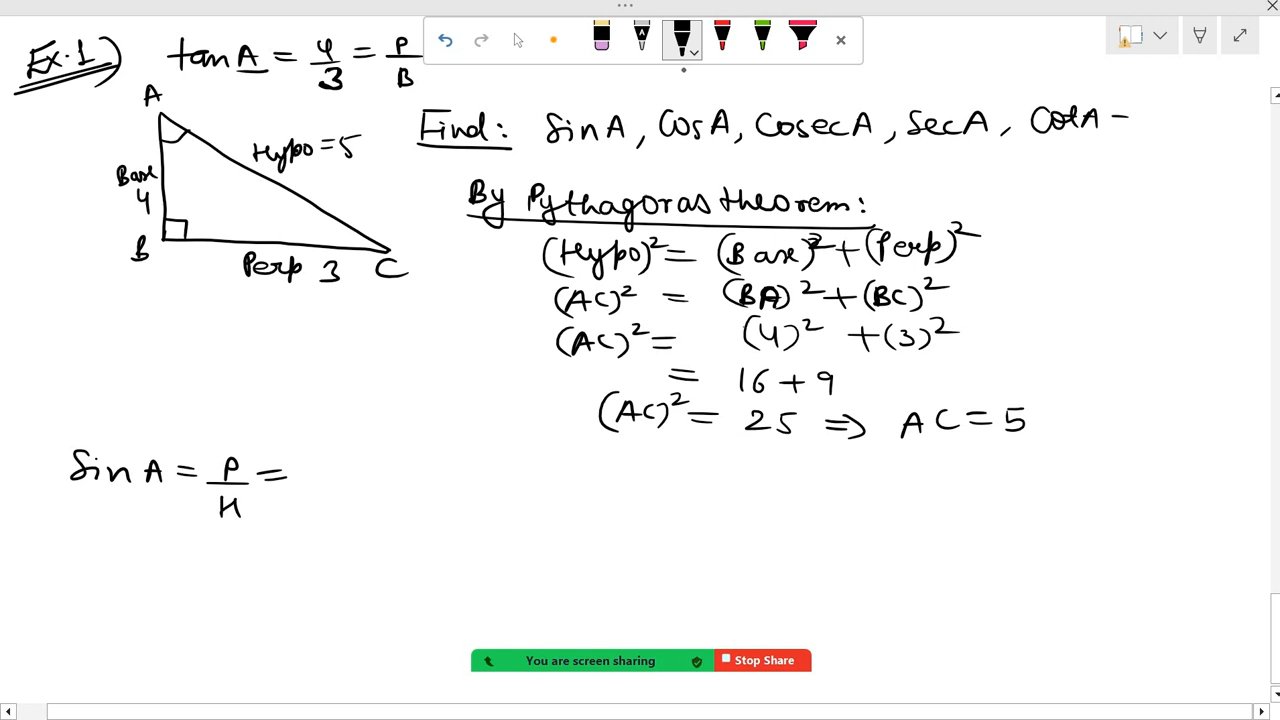 Ex.1) tan A = 4/3 = P/B
Find: Sin A, Cos A, Cosec A, Sec A, Cot A -
A
Hypo = 5
Base
4
B
Perp 3
C
By Pythagoras theorem:
(Hypo)² = (Base)² + (Perp)²
(AC)² = (BA)² + (BC)²
(AC)² = (4)² + (3)²
= 16 + 9
(AC)² = 25 ⇒ AC = 5
Sin A = P/H =
You are screen sharing
Stop Share